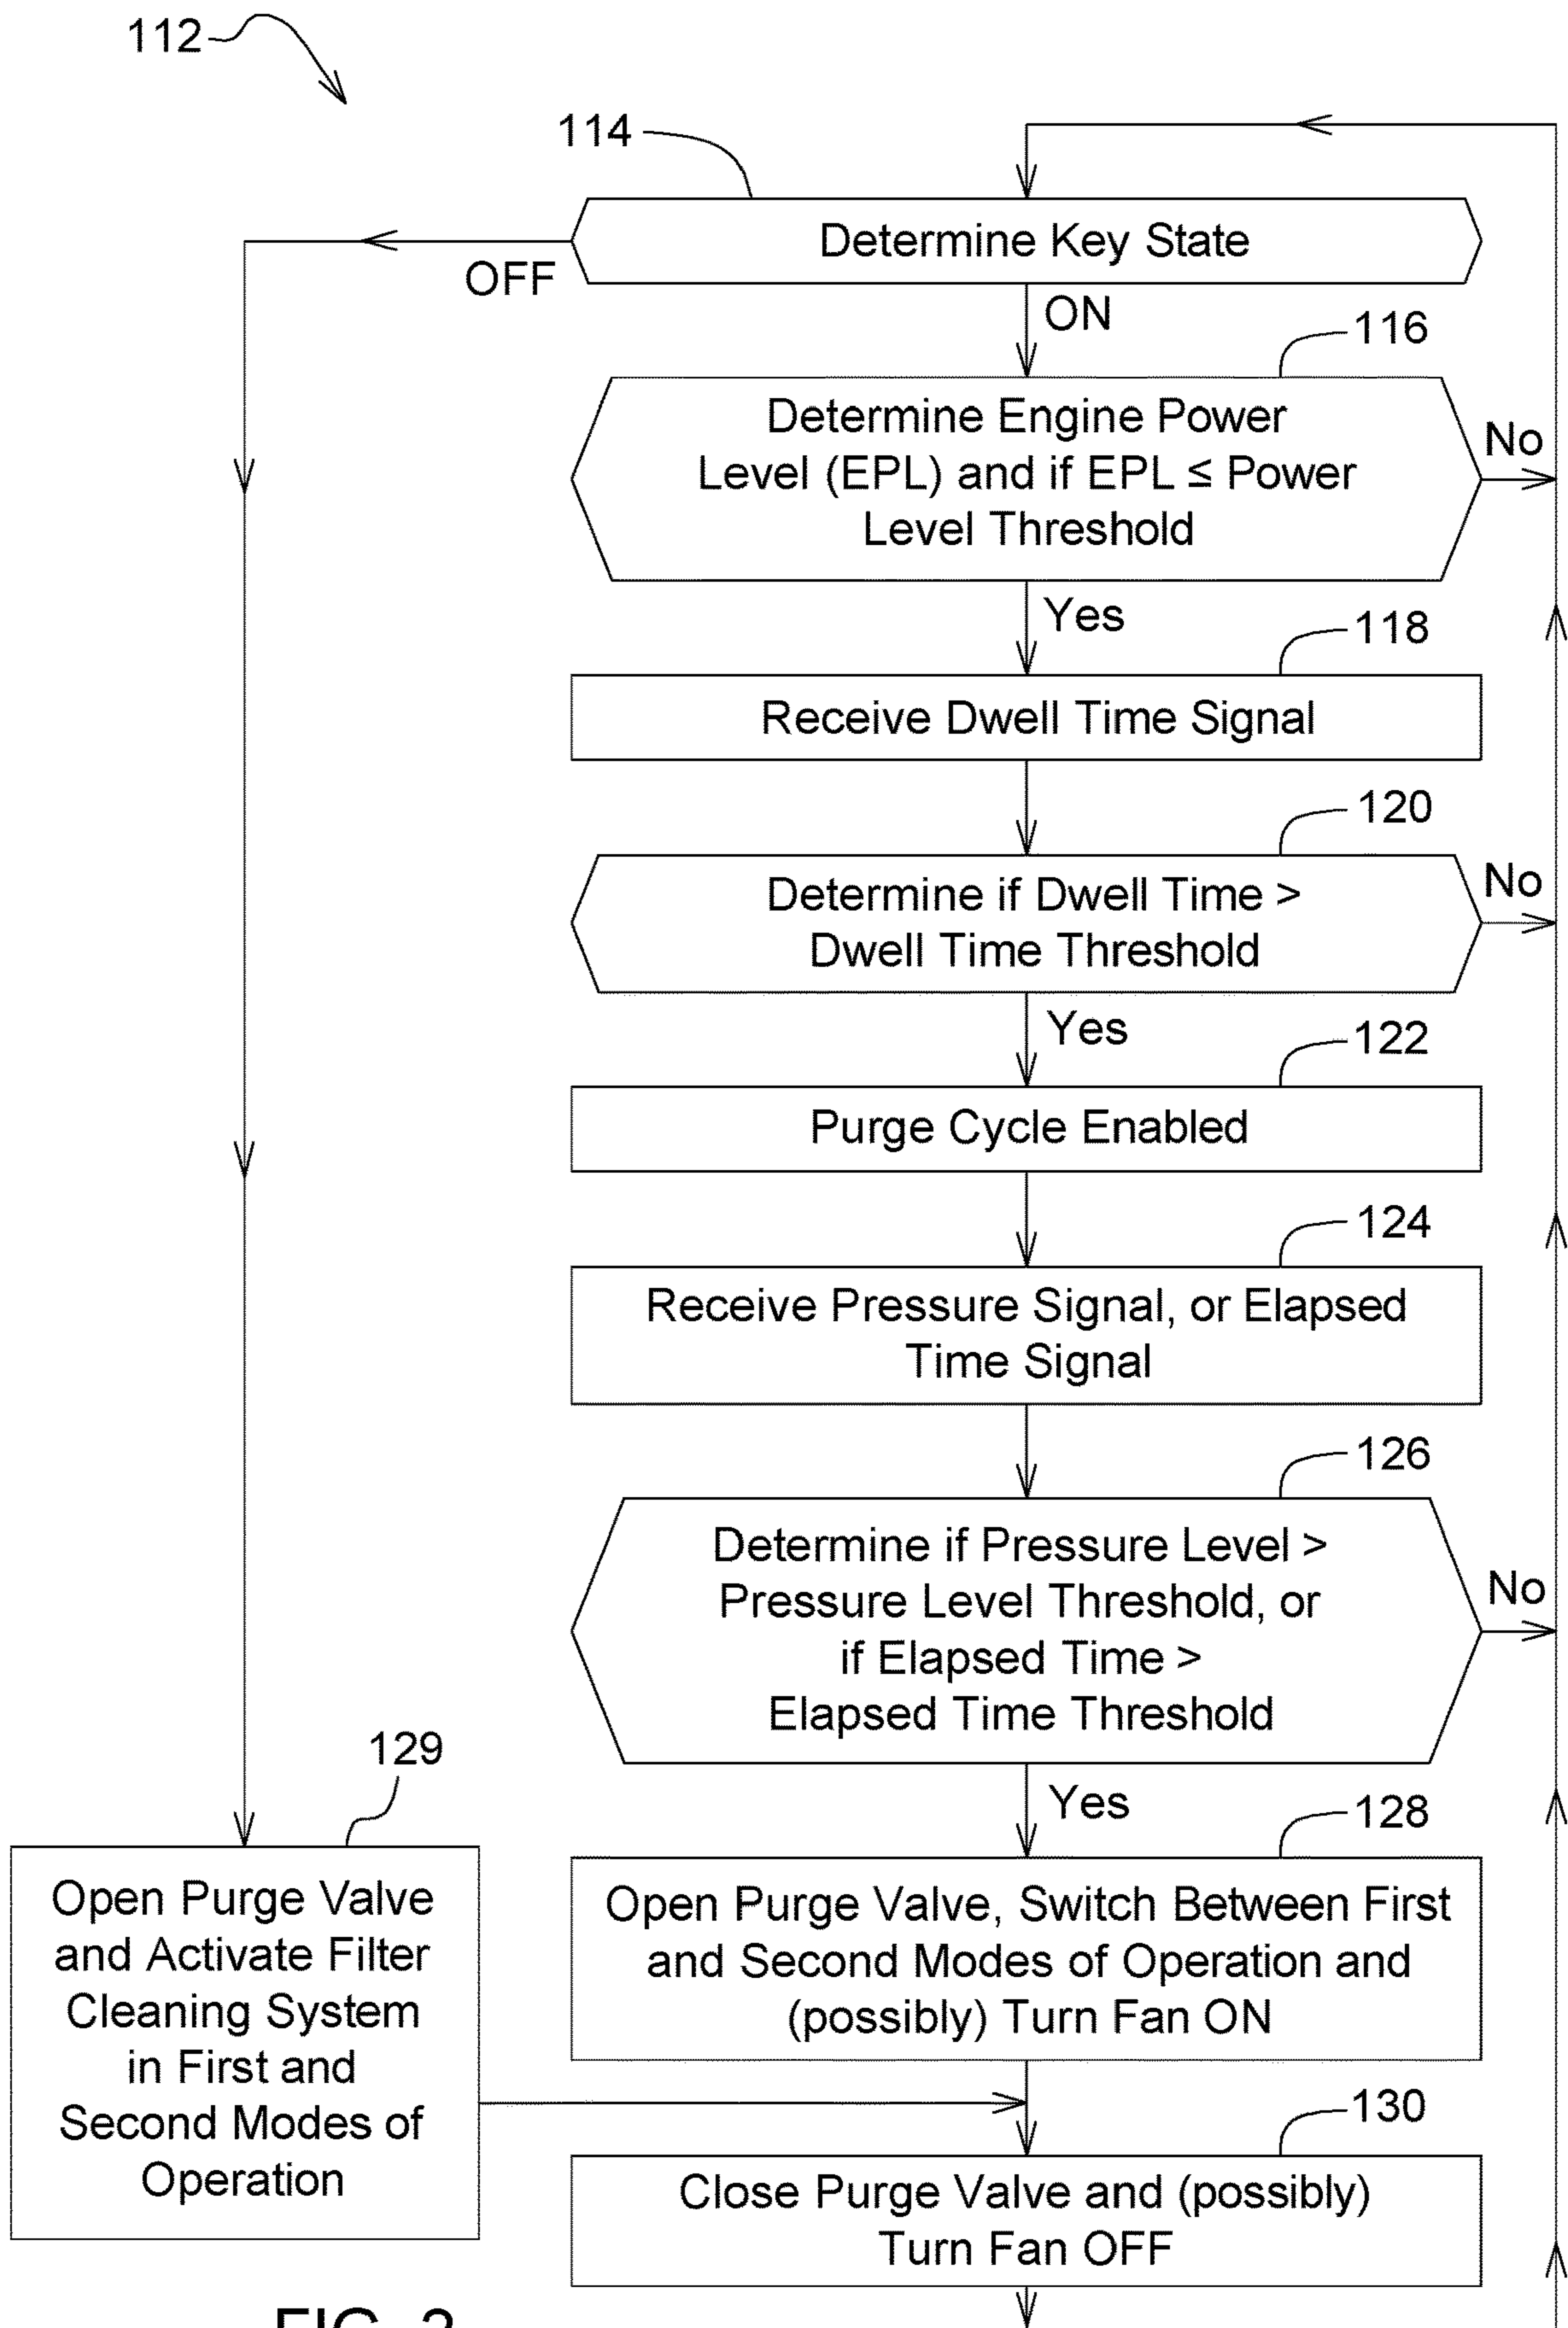 112
114
Determine Key State
OFF
ON
116
Determine Engine Power
Level (EPL) and if EPL ≤ Power
Level Threshold
No
Yes
118
Receive Dwell Time Signal
120
Determine if Dwell Time >
Dwell Time Threshold
No
Yes
122
Purge Cycle Enabled
124
Receive Pressure Signal, or Elapsed
Time Signal
126
Determine if Pressure Level >
Pressure Level Threshold, or
if Elapsed Time >
Elapsed Time Threshold
No
Yes
129
Open Purge Valve
and Activate Filter
Cleaning System
in First and
Second Modes of
Operation
128
Open Purge Valve, Switch Between First
and Second Modes of Operation and
(possibly) Turn Fan ON
130
Close Purge Valve and (possibly)
Turn Fan OFF
FIG.